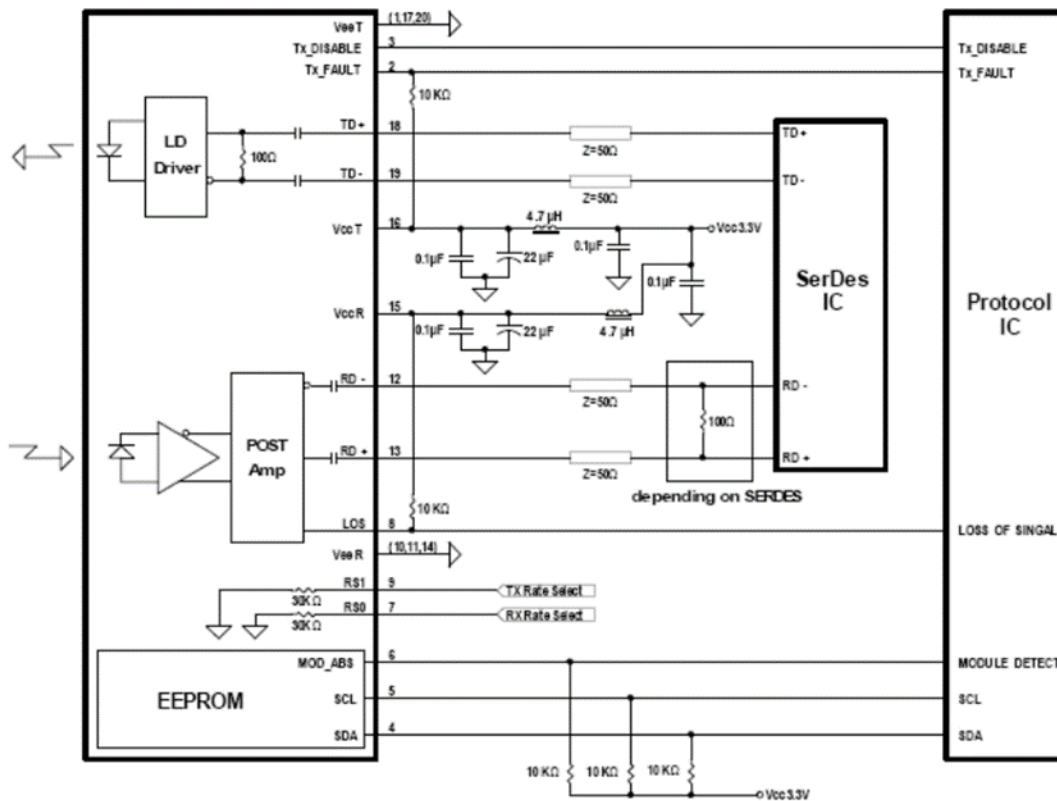 VeeT (1,17,20)
Tx_DISABLE 3 Tx_DISABLE
Tx_FAULT 2 Tx_FAULT
10 KΩ
TD+ 18 TD+
LD
Driver
100Ω
Z=50Ω
TD- 19 TD-
Z=50Ω
VccT 16
4.7 µH
Vcc3.3V
0.1µF
22 µF
0.1µF
0.1µF
SerDes
IC
Protocol
IC
VccR 15
0.1µF
22 µF
4.7 µH
RD - 12 RD -
Z=50Ω
100Ω
POST
Amp
RD + 13 RD +
Z=50Ω
depending on SERDES
10 KΩ
LOS 8 LOSS OF SINGAL
VeeR (10,11,14)
RS1 9 TX Rate Select
30KΩ
RS0 7 RX Rate Select
30KΩ
MOD_ABS 6 MODULE DETECT
EEPROM
SCL 5 SCL
SDA 4 SDA
10 KΩ 10 KΩ 10 KΩ
Vcc3.3V